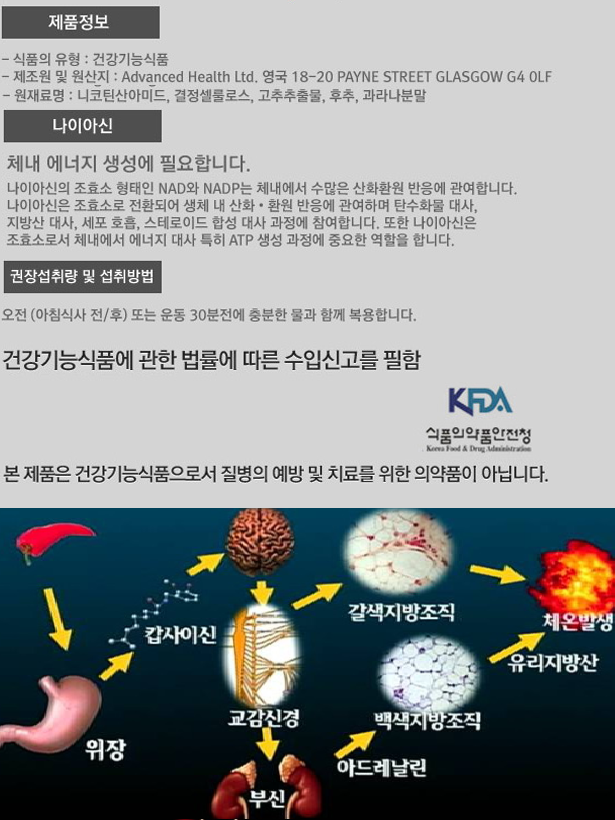 제품정보
- 식품의 유형 : 건강기능식품
- 제조원 및 원산지 : Advanced Health Ltd. 영국 18-20 PAYNE STREET GLASGOW G4 0LF
- 원재료명 : 니코틴산아미드, 결정셀룰로스, 고추추출물, 후추, 과라나분말
나이아신
체내 에너지 생성에 필요합니다.
나이아신의 조효소 형태인 NAD와 NADP는 체내에서 수많은 산화환원 반응에 관여합니다.
나이아신은 조효소로 전환되어 생체 내 산화·환원 반응에 관여하며 탄수화물 대사,
지방산 대사, 세포 호흡, 스테로이드 합성 대사 과정에 참여합니다. 또한 나이아신은
조효소로서 체내에서 에너지 대사 특히 ATP 생성 과정에 중요한 역할을 합니다.
권장섭취량 및 섭취방법
오전 (아침식사 전/후) 또는 운동 30분전에 충분한 물과 함께 복용합니다.
건강기능식품에 관한 법률에 따른 수입신고를 필함
KFDA
식품의약품안전청
Korea Food & Drug Administration
본 제품은 건강기능식품으로서 질병의 예방 및 치료를 위한 의약품이 아닙니다.
갈색지방조직
체온발생
캅사이신
유리지방산
교감신경
백색지방조직
위장
아드레날린
부신